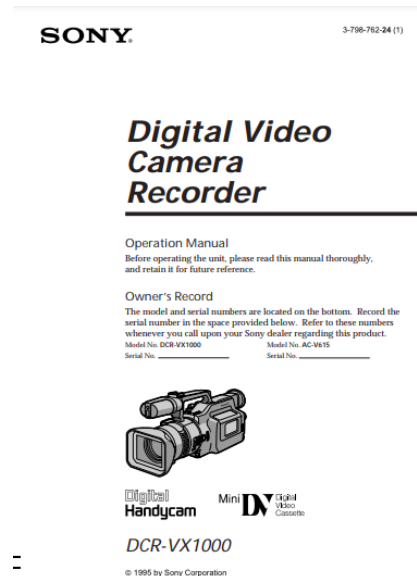 SONY.
3-798-762-24 (1)
Digital Video
Camera
Recorder
Operation Manual
Before operating the unit, please read this manual thoroughly,
and retain it for future reference.
Owner's Record
The model and serial numbers are located on the bottom. Record the
serial number in the space provided below. Refer to these numbers
whenever you call upon your Sony dealer regarding this product.
Model No. DCR-VX1000 Model No. AC-V615
Serial No. Serial No.
Digital
Handycam
Mini DV Digital
Video
Cassette
DCR-VX1000
© 1995 by Sony Corporation